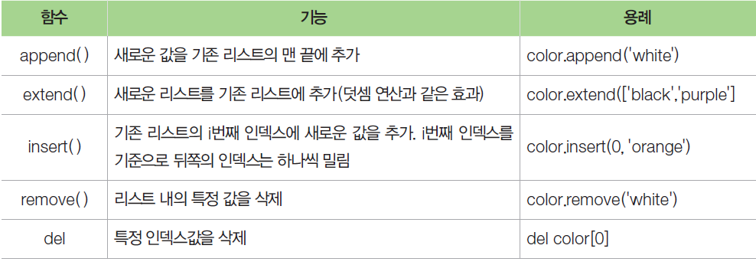 함수 기능 용례
append( ) 새로운 값을 기존 리스트의 맨 끝에 추가 color.append('white')
extend( ) 새로운 리스트를 기존 리스트에 추가(덧셈 연산과 같은 효과) color.extend(['black','purple']
insert( ) 기존 리스트의 i번째 인덱스에 새로운 값을 추가. i번째 인덱스를
기준으로 뒤쪽의 인덱스는 하나씩 밀림 color.insert(0, 'orange')
remove( ) 리스트 내의 특정 값을 삭제 color.remove('white')
del 특정 인덱스값을 삭제 del color[0]